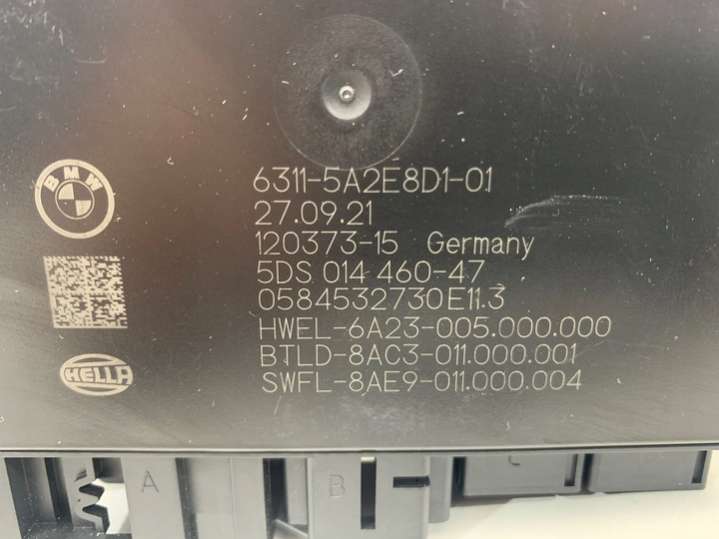 BMW
6311-5A2E8D1-01
27.09.21
120373-15 Germany
5DS 014 460-47
0584532730E11.3
HWEL-6A23-005.000.000
BTLD-8AC3-011.000.001
HELLA
SWFL-8AE9-011.000.004
A
B
C